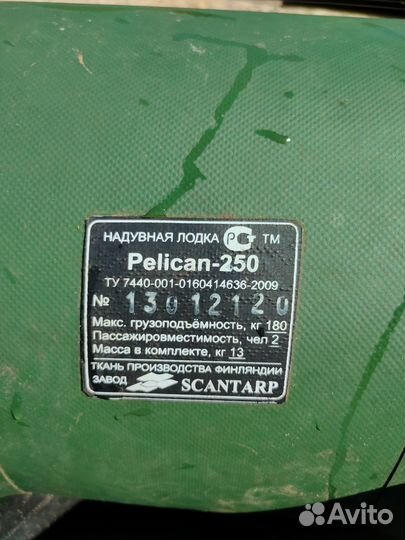 НАДУВНАЯ ЛОДКА РСТ ТМ
Pelican-250
ТУ 7440-001-0160414636-2009
№ 13012120
Макс. грузоподъёмность, кг 180
Пассажировместимость, чел 2
Масса в комплекте, кг 13
ТКАНЬ ПРОИЗВОДСТВА ФИНЛЯНДИИ
ЗАВОД SCANTARP
Avito